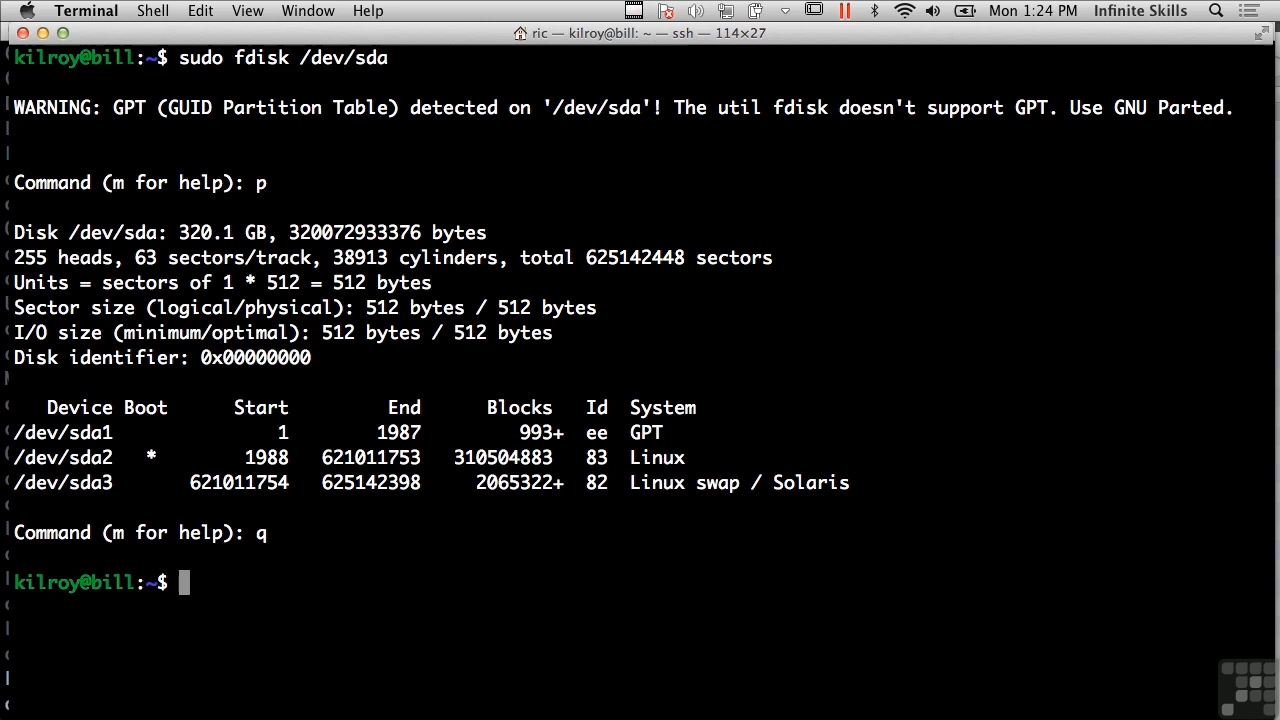 Terminal Shell Edit View Window Help Mon 1:24 PM Infinite Skills
ric — kilroy@bill: ~ — ssh — 114×27
kilroy@bill:~$ sudo fdisk /dev/sda
WARNING: GPT (GUID Partition Table) detected on '/dev/sda'! The util fdisk doesn't support GPT. Use GNU Parted.
Command (m for help): p
Disk /dev/sda: 320.1 GB, 320072933376 bytes
255 heads, 63 sectors/track, 38913 cylinders, total 625142448 sectors
Units = sectors of 1 * 512 = 512 bytes
Sector size (logical/physical): 512 bytes / 512 bytes
I/O size (minimum/optimal): 512 bytes / 512 bytes
Disk identifier: 0x00000000
Device Boot Start End Blocks Id System
/dev/sda1 1 1987 993+ ee GPT
/dev/sda2 * 1988 621011753 310504883 83 Linux
/dev/sda3 621011754 625142398 2065322+ 82 Linux swap / Solaris
Command (m for help): q
kilroy@bill:~$